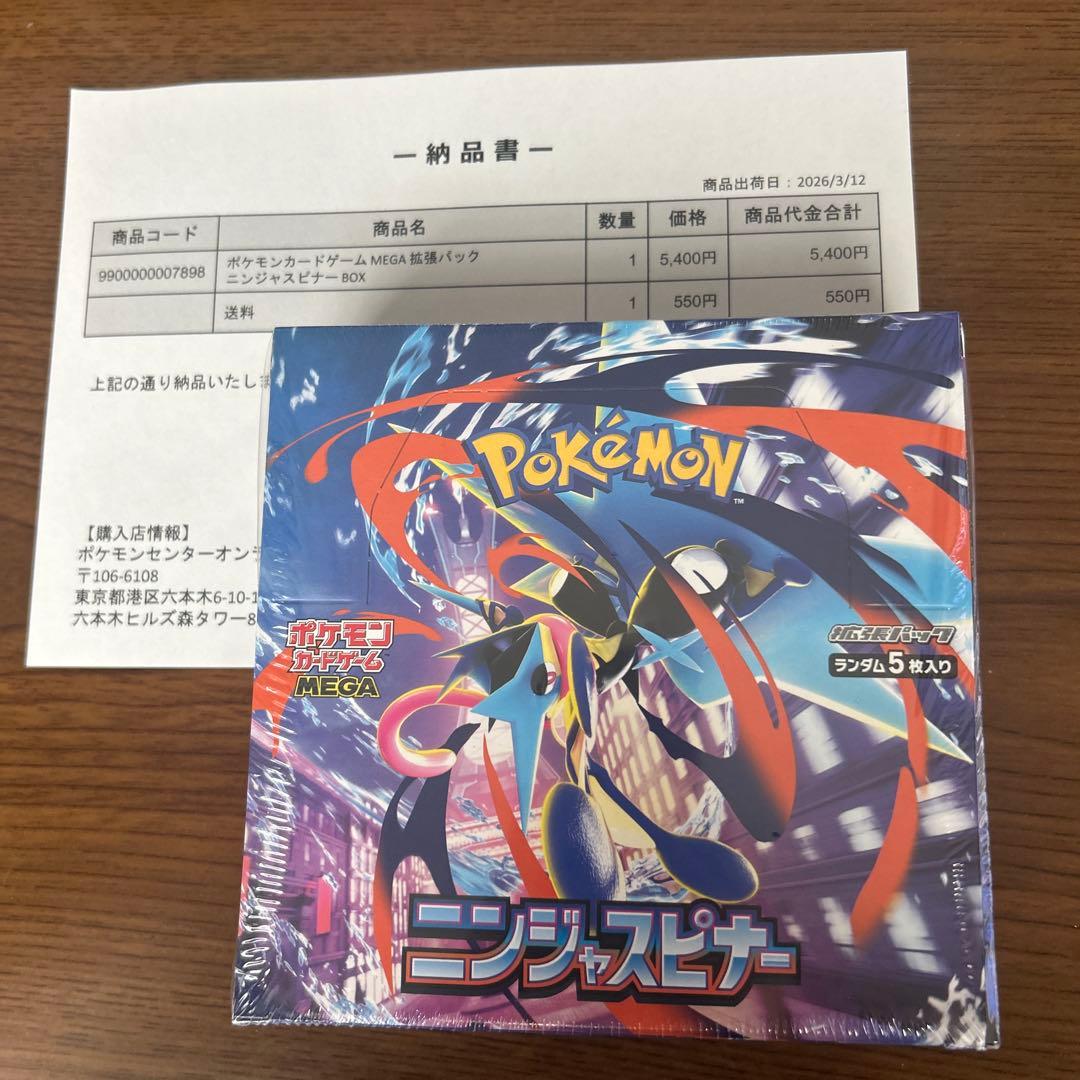 ― 納品書 ―
商品出荷日：2026/3/12
商品コード 商品名 数量 価格 商品代金合計
9900000007898 ポケモンカードゲーム MEGA 拡張パック
ニンジャスピナー BOX 1 5,400円 5,400円
送料 1 550円 550円
上記の通り納品いたしま
【購入店情報】
ポケモンセンターオン
〒106-6108
東京都港区六本木6-10-1
六本木ヒルズ森タワー8
POKéMON
TM
ポケモン
カードゲーム
MEGA
拡張パック
ランダム5枚入り
ニンジャスピナー